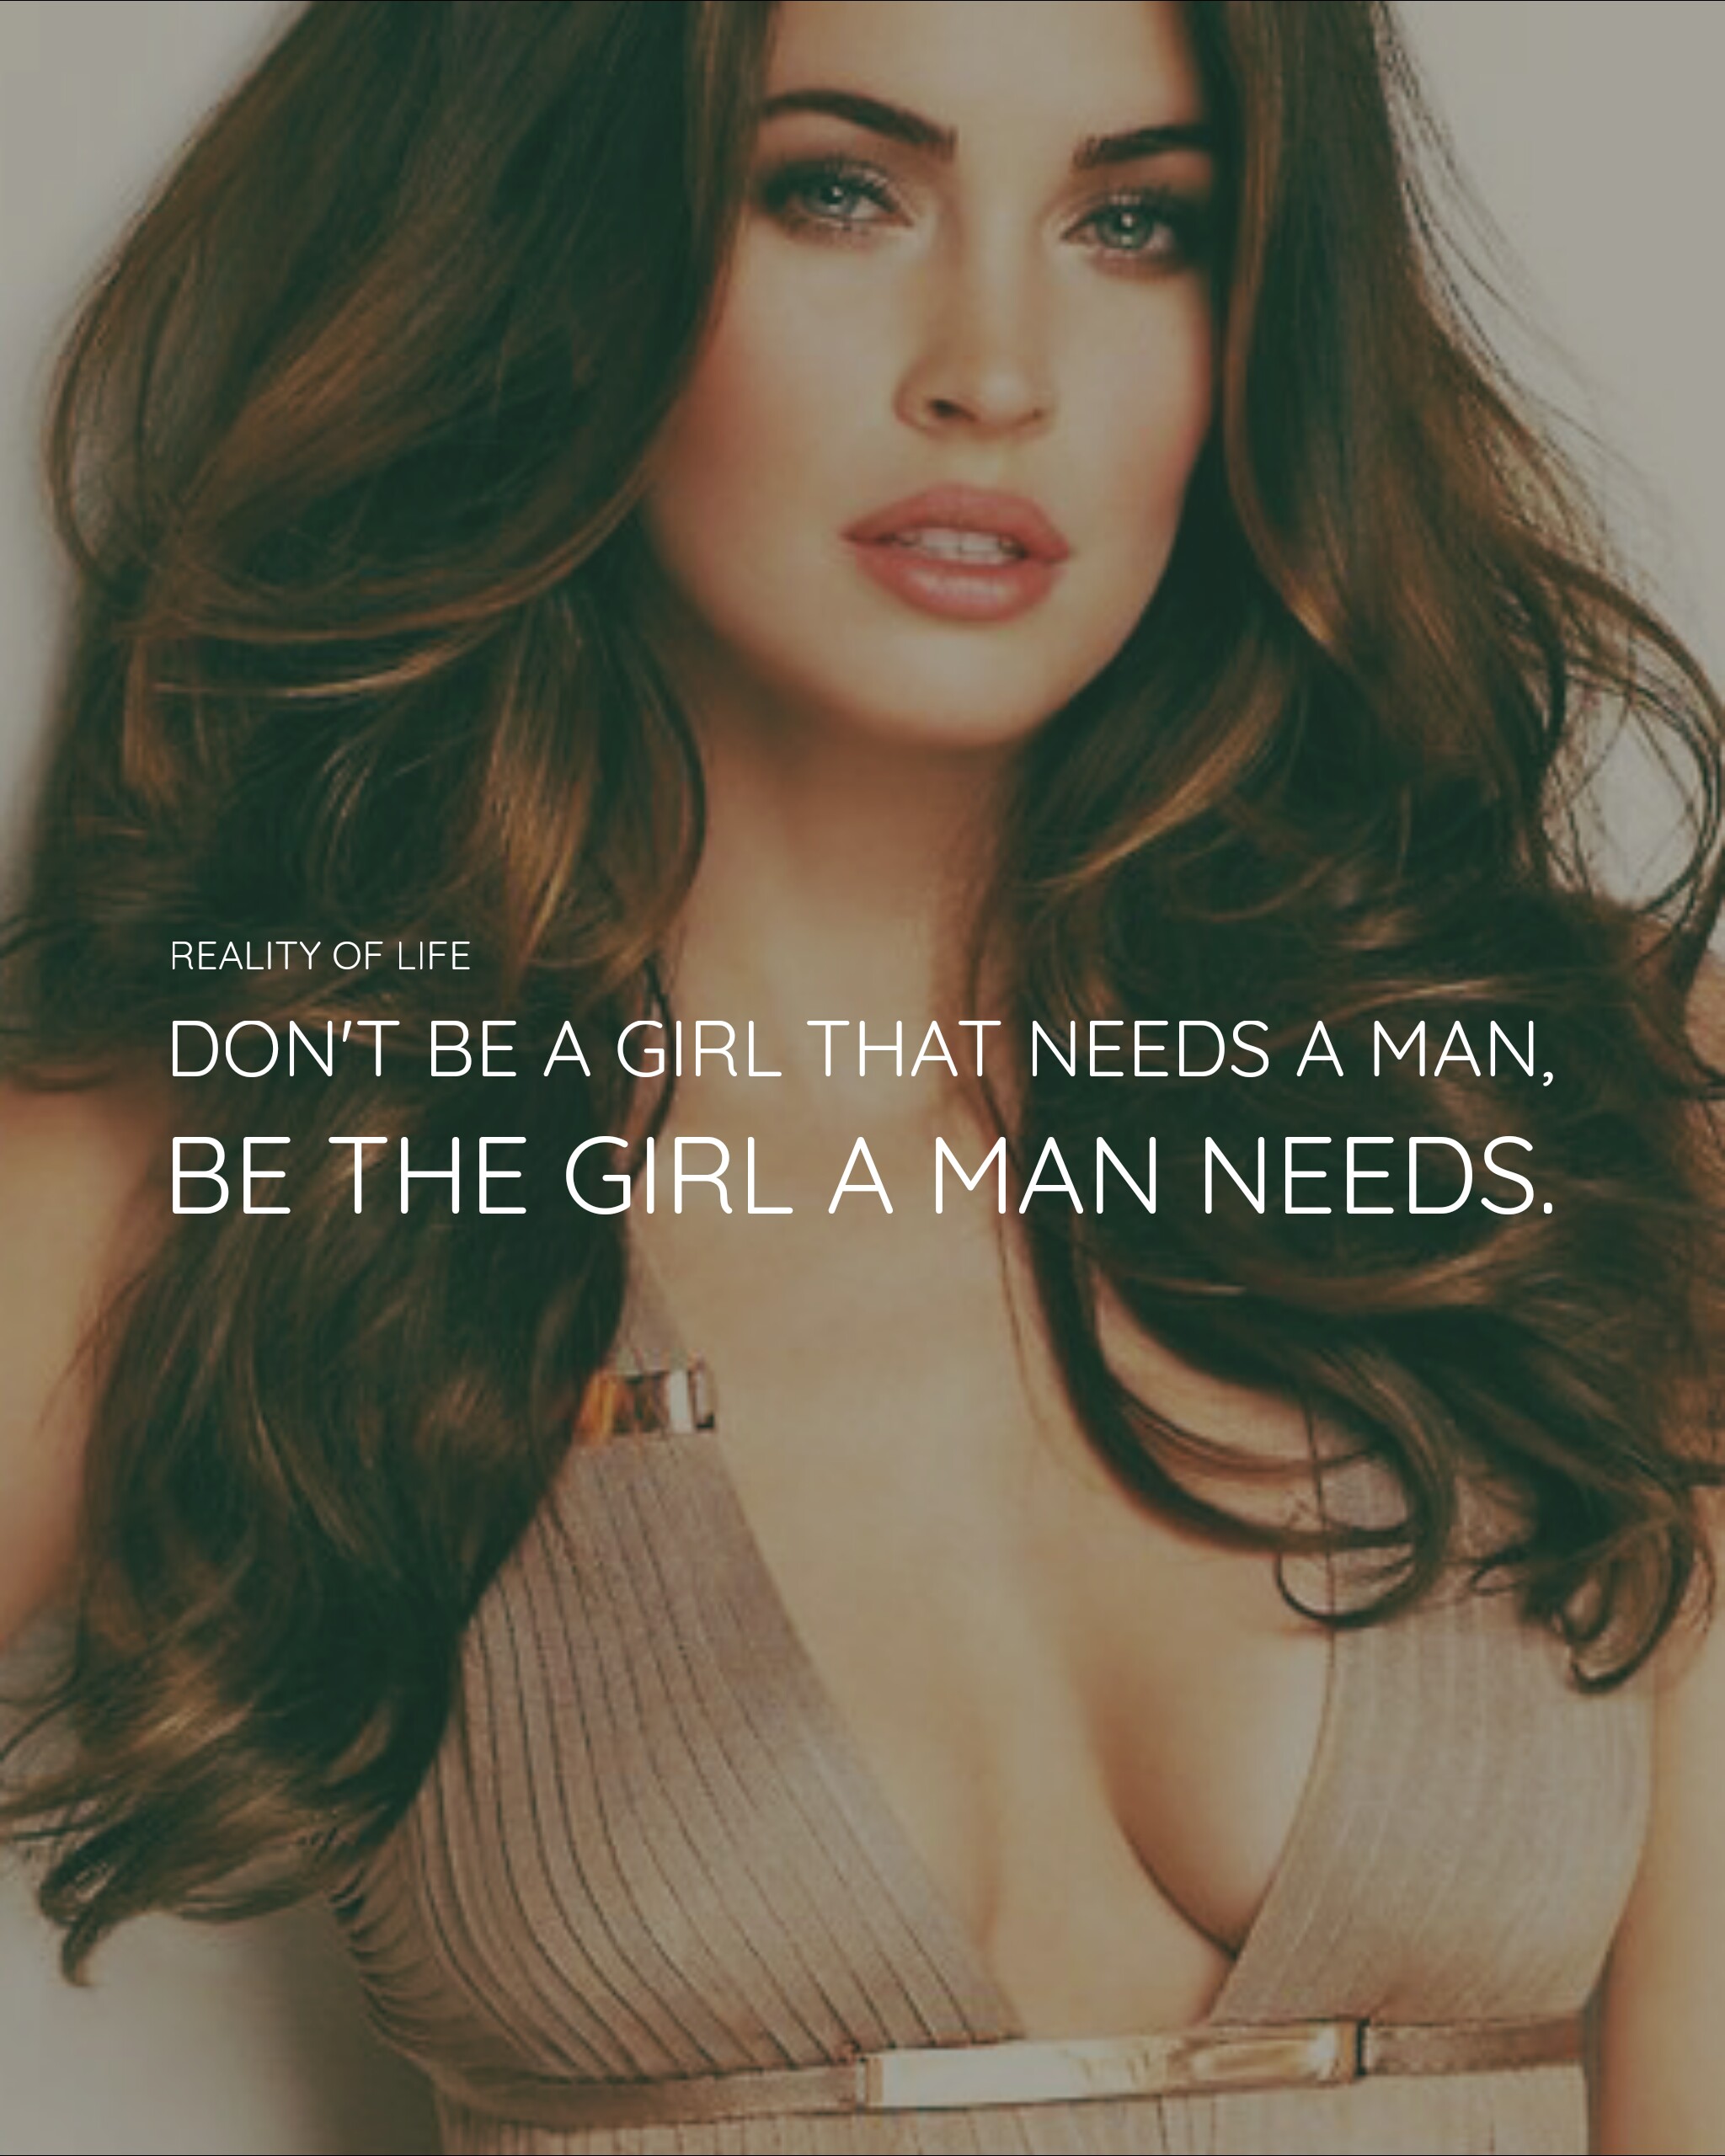 REALITY OF LIFE
DON'T BE A GIRL THAT NEEDS A MAN,
BE THE GIRL A MAN NEEDS.